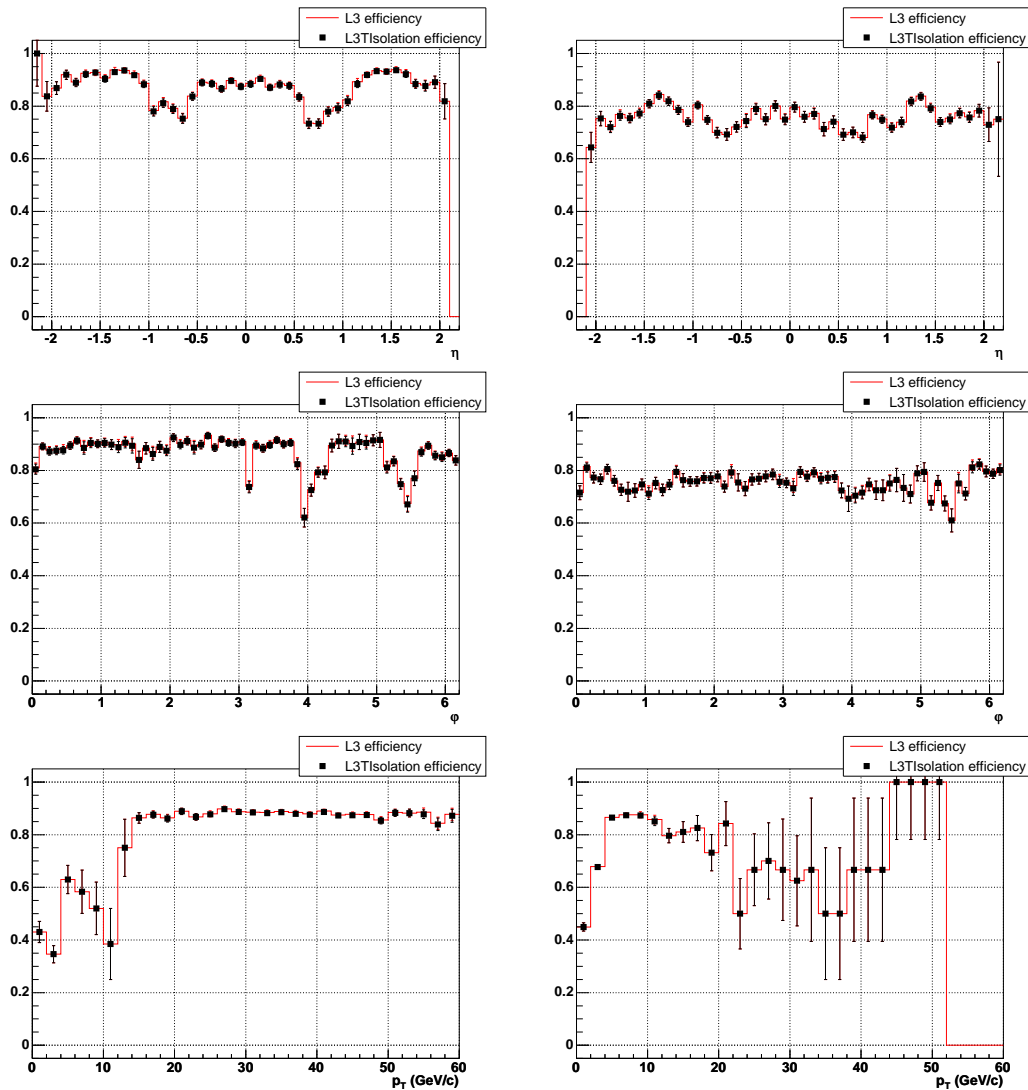 L3 efficiency
L3TIsolation efficiency
1
0.8
0.6
0.4
0.2
0
-2 -1.5 -1 -0.5 0 0.5 1 1.5 2
η
L3 efficiency
L3TIsolation efficiency
1
0.8
0.6
0.4
0.2
0
-2 -1.5 -1 -0.5 0 0.5 1 1.5 2
η
L3 efficiency
L3TIsolation efficiency
1
0.8
0.6
0.4
0.2
0
0 1 2 3 4 5 6
φ
L3 efficiency
L3TIsolation efficiency
1
0.8
0.6
0.4
0.2
0
0 1 2 3 4 5 6
φ
L3 efficiency
L3TIsolation efficiency
1
0.8
0.6
0.4
0.2
0
0 10 20 30 40 50 60
p_T (GeV/c)
L3 efficiency
L3TIsolation efficiency
1
0.8
0.6
0.4
0.2
0
0 10 20 30 40 50 60
p_T (GeV/c)